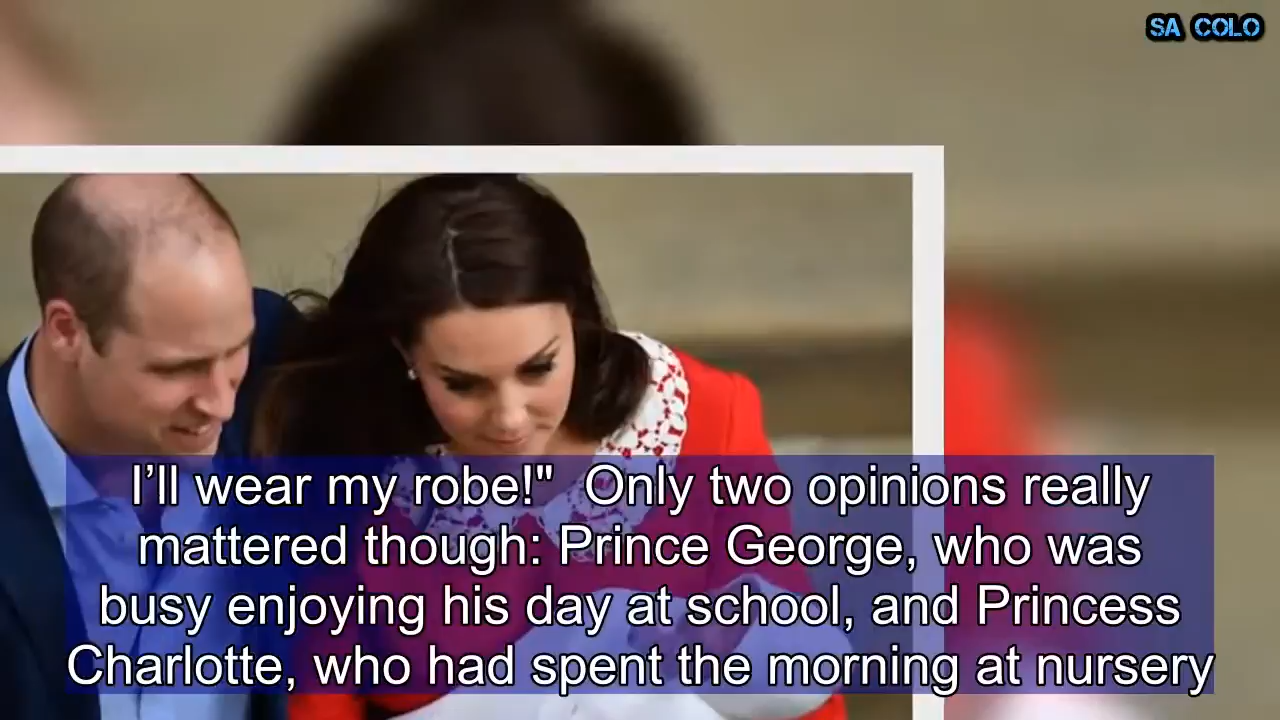 SA COLO
I’ll wear my robe!"  Only two opinions really
mattered though: Prince George, who was
busy enjoying his day at school, and Princess
Charlotte, who had spent the morning at nursery